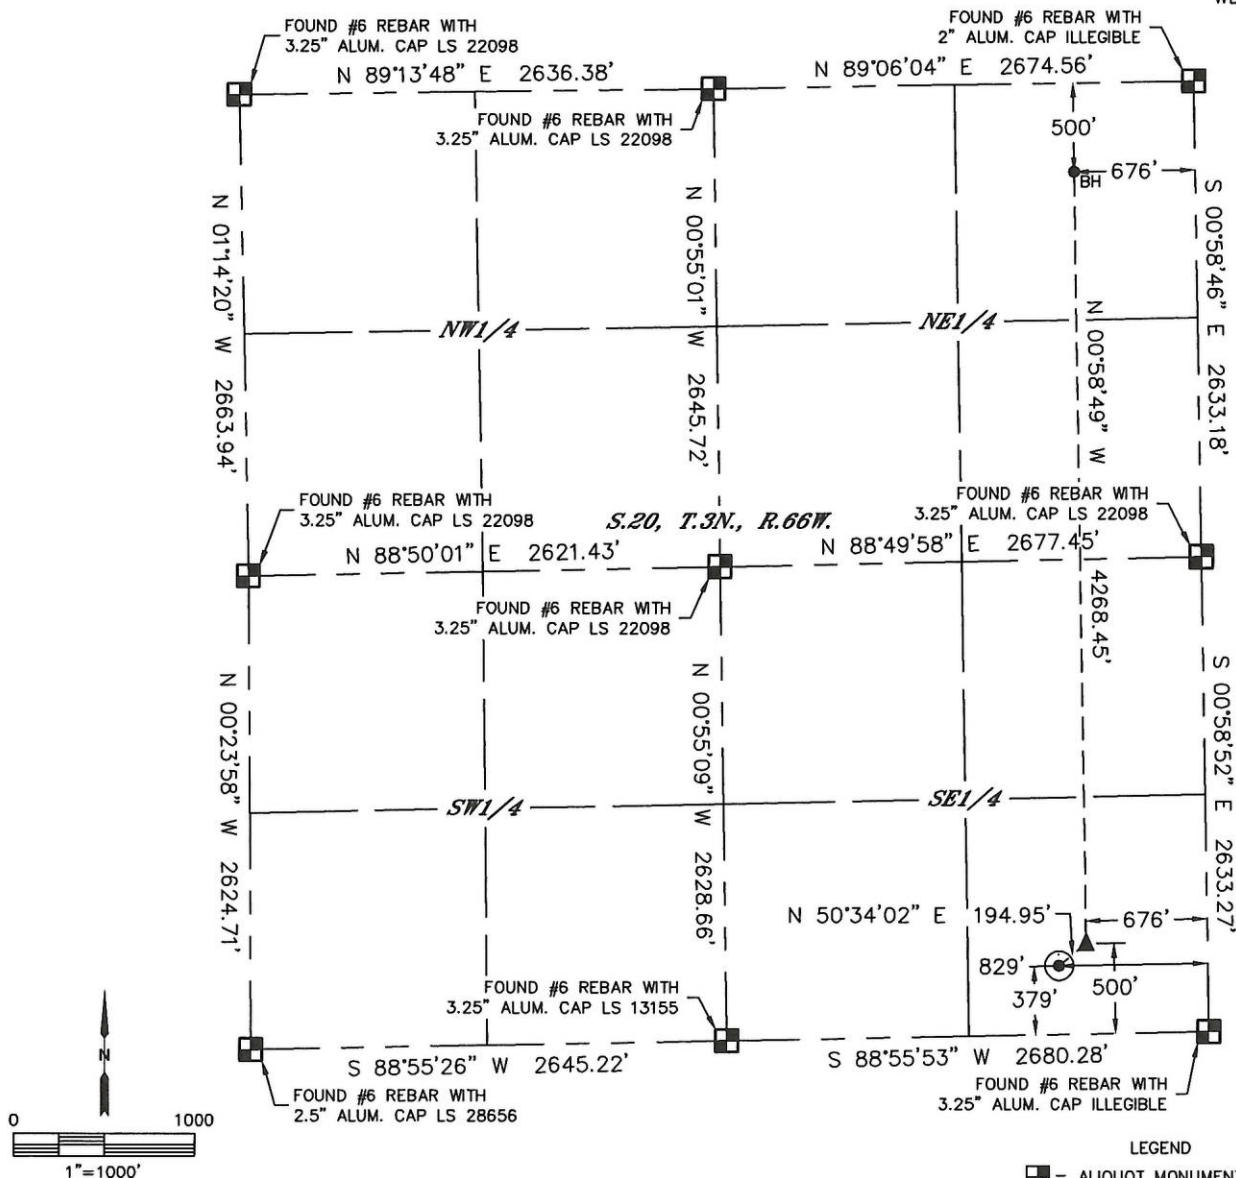 FOUND #6 REBAR WITH
3.25" ALUM. CAP LS 22098
FOUND #6 REBAR WITH
2" ALUM. CAP ILLEGIBLE
N 89°13'48" E 2636.38'
N 89°06'04" E 2674.56'
FOUND #6 REBAR WITH
3.25" ALUM. CAP LS 22098
500'
676'
BH
N 01°14'20" W 2663.94'
N 00°55'01" W 2645.72'
S 00°58'46" E 2633.18'
NW1/4
NE1/4
N 00°58'49" W 4268.45'
FOUND #6 REBAR WITH
3.25" ALUM. CAP LS 22098
S.20, T.3N., R.66W.
FOUND #6 REBAR WITH
3.25" ALUM. CAP LS 22098
N 88°50'01" E 2621.43'
N 88°49'58" E 2677.45'
FOUND #6 REBAR WITH
3.25" ALUM. CAP LS 22098
N 00°23'58" W 2624.71'
N 00°55'09" W 2628.66'
S 00°58'52" E 2633.27'
SW1/4
SE1/4
N 50°34'02" E 194.95'
676'
829'
379'
500'
FOUND #6 REBAR WITH
3.25" ALUM. CAP LS 13155
S 88°55'26" W 2645.22'
S 88°55'53" W 2680.28'
FOUND #6 REBAR WITH
2.5" ALUM. CAP LS 28656
FOUND #6 REBAR WITH
3.25" ALUM. CAP ILLEGIBLE
N
0 1000
1"=1000'
LEGEND
= ALIQUOT MONUMENT